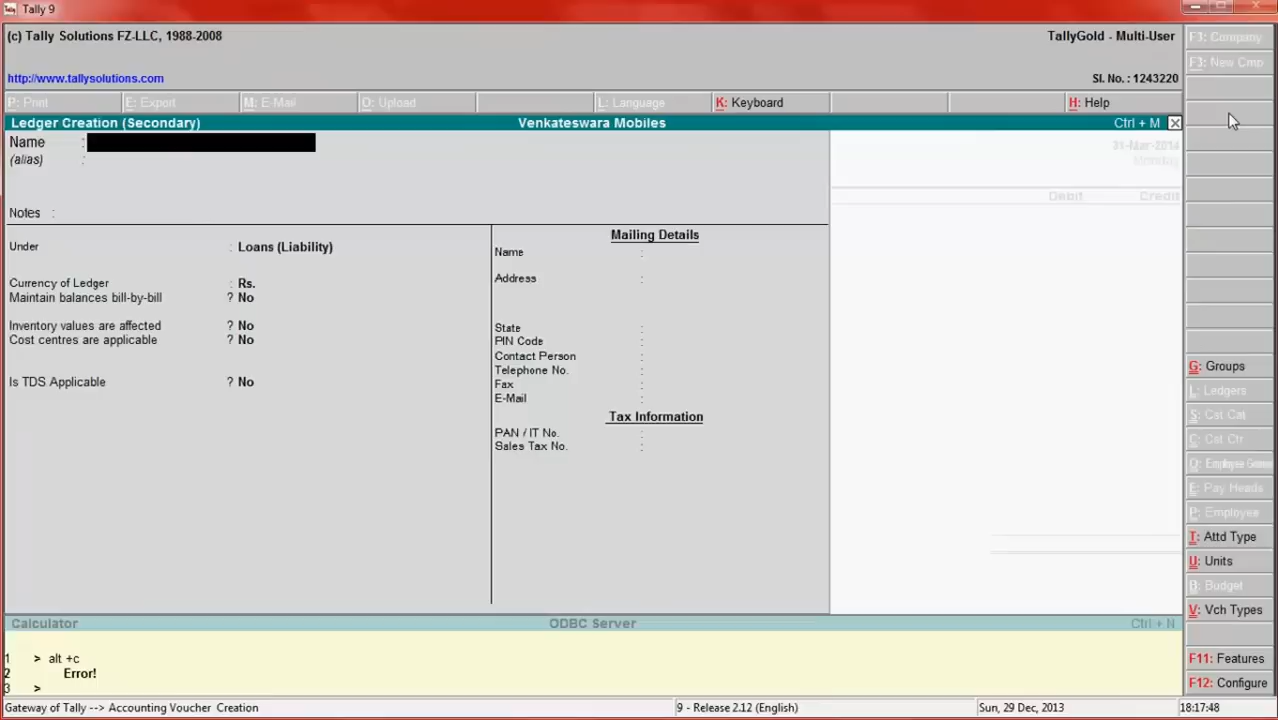 Tally 9
(c) Tally Solutions FZ-LLC, 1988-2008
TallyGold - Multi-User
http://www.tallysolutions.com
Sl. No. : 1243220
F3: Company
F3: New Cmp
P: Print
E: Export
M: E-Mail
O: Upload
L: Language
K: Keyboard
H: Help
Ledger Creation (Secondary)
Venkateswara Mobiles
Ctrl + M
Name :
(alias) :
Notes :
31-Mar-2014
Monday
Debit Credit
Under : Loans (Liability)
Currency of Ledger : Rs.
Maintain balances bill-by-bill ? No
Inventory values are affected ? No
Cost centres are applicable ? No
Is TDS Applicable ? No
Mailing Details
Name :
Address :
State :
PIN Code :
Contact Person :
Telephone No. :
Fax :
E-Mail :
Tax Information
PAN / IT No. :
Sales Tax No. :
G: Groups
L: Ledgers
S: Cst Cat
C: Cst Ctr
O: Employee
E: Pay Heads
P: Employee
T: Attd Type
U: Units
B: Budget
V: Vch Types
F11: Features
F12: Configure
Calculator
ODBC Server
Ctrl + N
1 > alt +c
2 Error!
3 >
Gateway of Tally --> Accounting Voucher Creation
9 - Release 2.12 (English)
Sun, 29 Dec, 2013
18:17:48